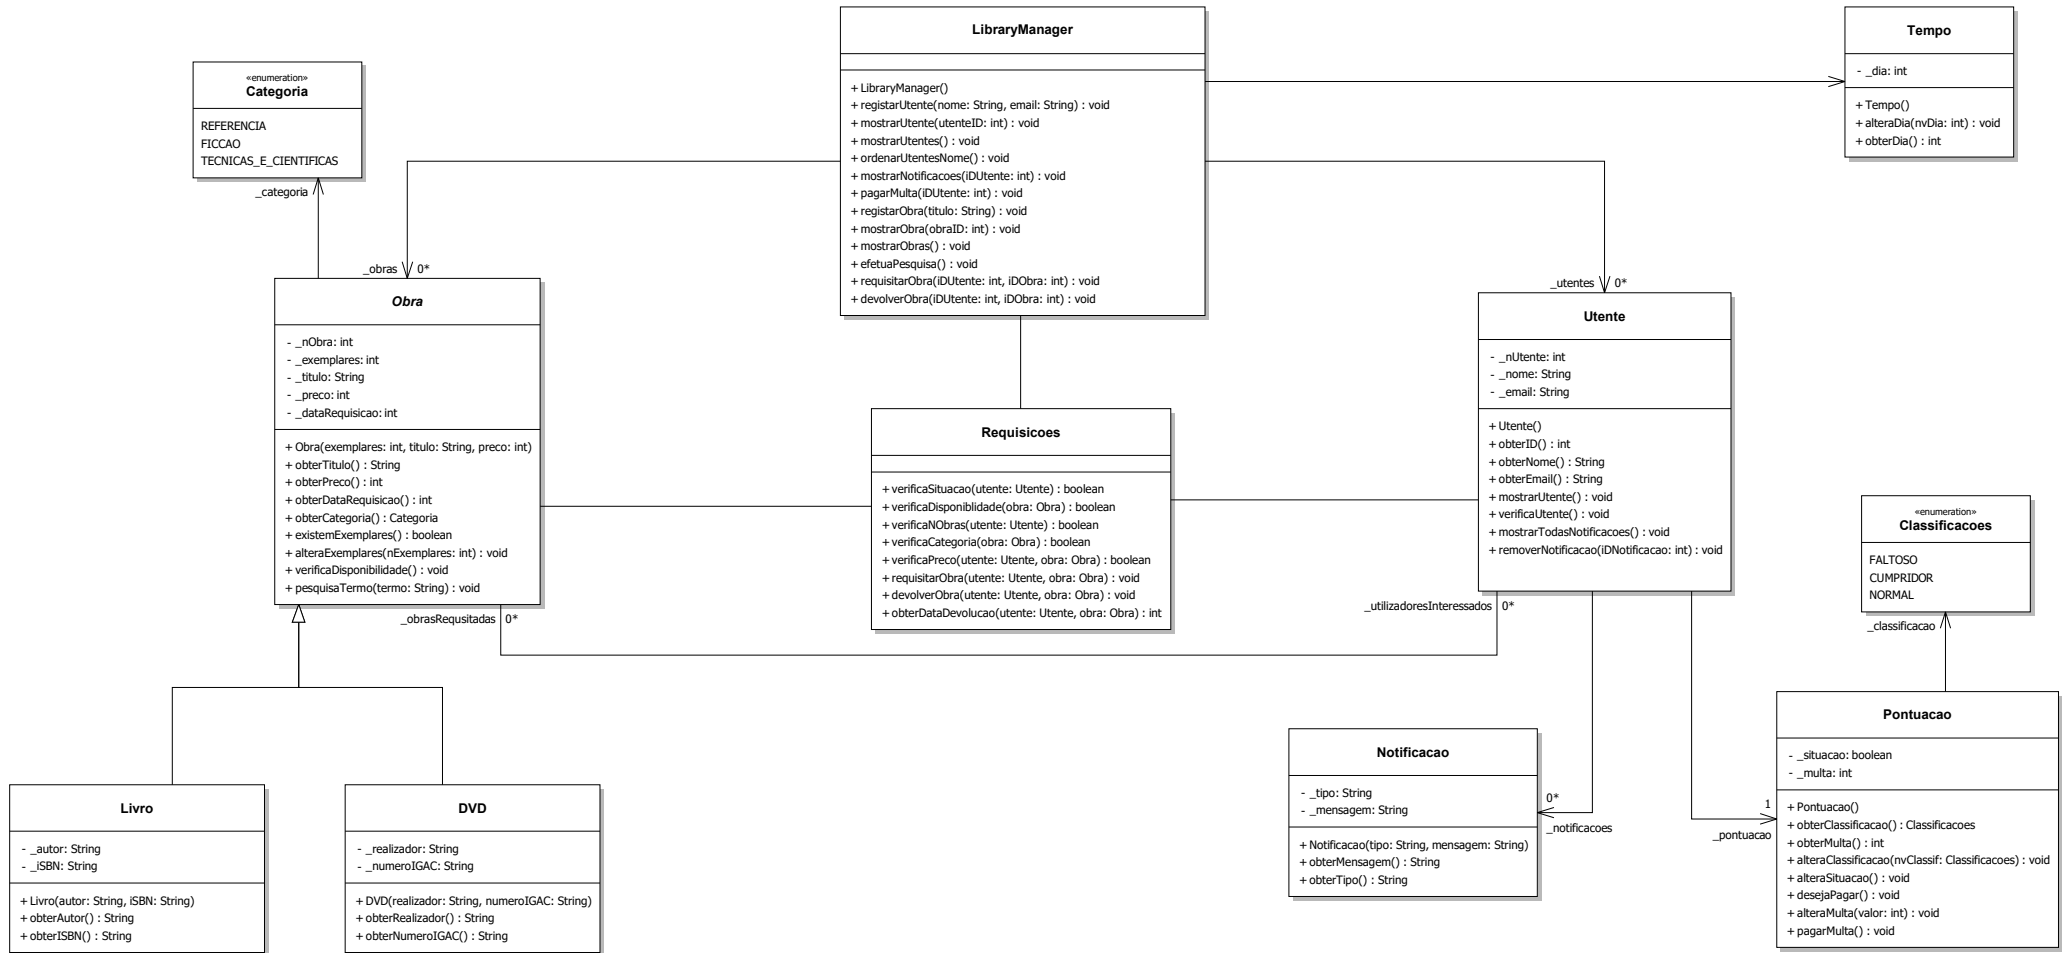 LibraryManager
+ LibraryManager()
+ registarUtente(nome: String, email: String) : void
+ mostrarUtente(utenteID: int) : void
+ mostrarUtentes() : void
+ ordenarUtentesNome() : void
+ mostrarNotificacoes(iDUtente: int) : void
+ pagarMulta(iDUtente: int) : void
+ registarObra(titulo: String) : void
+ mostrarObra(obraID: int) : void
+ mostrarObras() : void
+ efetuaPesquisa() : void
+ requisitarObra(iDUtente: int, iDObra: int) : void
+ devolverObra(iDUtente: int, iDObra: int) : void
Tempo
- _dia: int
+ Tempo()
+ alteraDia(nvDia: int) : void
+ obterDia() : int
«enumeration»
Categoria
REFERENCIA
FICCAO
TECNICAS_E_CIENTIFICAS
_categoria
_obras 0*
_utentes 0*
Obra
- _nObra: int
- _exemplares: int
- _titulo: String
- _preco: int
- _dataRequisicao: int
+ Obra(exemplares: int, titulo: String, preco: int)
+ obterTitulo() : String
+ obterPreco() : int
+ obterDataRequisicao() : int
+ obterCategoria() : Categoria
+ existemExemplares() : boolean
+ alteraExemplares(nExemplares: int) : void
+ verificaDisponibilidade() : void
+ pesquisaTermo(termo: String) : void
Requisicoes
+ verificaSituacao(utente: Utente) : boolean
+ verificaDisponiblidade(obra: Obra) : boolean
+ verificaNObras(utente: Utente) : boolean
+ verificaCategoria(obra: Obra) : boolean
+ verificaPreco(utente: Utente, obra: Obra) : boolean
+ requisitarObra(utente: Utente, obra: Obra) : void
+ devolverObra(utente: Utente, obra: Obra) : void
+ obterDataDevolucao(utente: Utente, obra: Obra) : int
Utente
- _nUtente: int
- _nome: String
- _email: String
+ Utente()
+ obterID() : int
+ obterNome() : String
+ obterEmail() : String
+ mostrarUtente() : void
+ verificaUtente() : void
+ mostrarTodasNotificacoes() : void
+ removerNotificacao(iDNotificacao: int) : void
«enumeration»
Classificacoes
FALTOSO
CUMPRIDOR
NORMAL
_classificacao
_obrasRequsitadas 0*
_utilizadoresInteressados 0*
Pontuacao
- _situacao: boolean
- _multa: int
+ Pontuacao()
+ obterClassificacao() : Classificacoes
+ obterMulta() : int
+ alteraClassificacao(nvClassif: Classificacoes) : void
+ alteraSituacao() : void
+ desejaPagar() : void
+ alteraMulta(valor: int) : void
+ pagarMulta() : void
1
_pontuacao
Notificacao
- _tipo: String
- _mensagem: String
+ Notificacao(tipo: String, mensagem: String)
+ obterMensagem() : String
+ obterTipo() : String
0*
_notificacoes
Livro
- _autor: String
- _iSBN: String
+ Livro(autor: String, iSBN: String)
+ obterAutor() : String
+ obterISBN() : String
DVD
- _realizador: String
- _numeroIGAC: String
+ DVD(realizador: String, numeroIGAC: String)
+ obterRealizador() : String
+ obterNumeroIGAC() : String